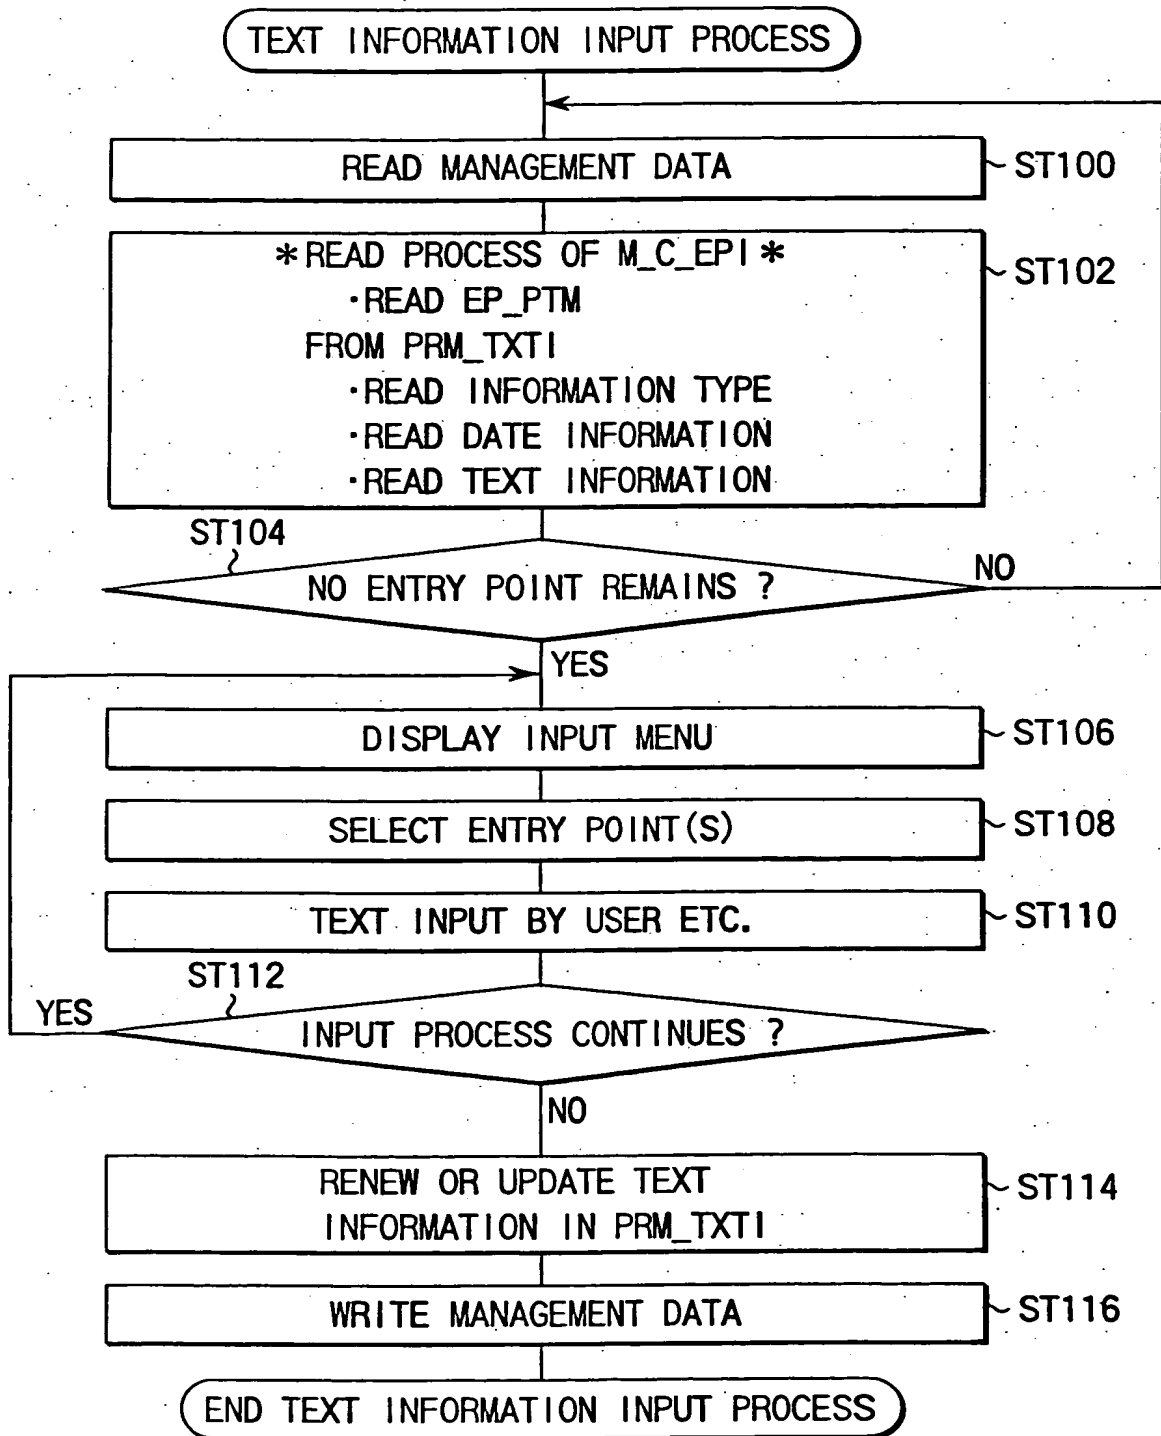 TEXT INFORMATION INPUT PROCESS
READ MANAGEMENT DATA
ST100
*READ PROCESS OF M_C_EPI*
ST102
·READ EP_PTM
FROM PRM_TXTI
·READ INFORMATION TYPE
·READ DATE INFORMATION
·READ TEXT INFORMATION
ST104
NO ENTRY POINT REMAINS ?
NO
YES
DISPLAY INPUT MENU
ST106
SELECT ENTRY POINT(S)
ST108
TEXT INPUT BY USER ETC.
ST110
ST112
YES
INPUT PROCESS CONTINUES ?
NO
RENEW OR UPDATE TEXT
INFORMATION IN PRM_TXTI
ST114
WRITE MANAGEMENT DATA
ST116
END TEXT INFORMATION INPUT PROCESS